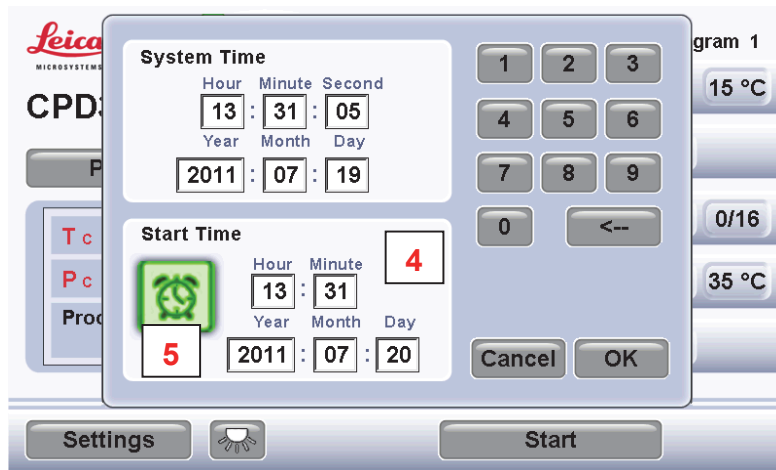 Leica
MICROSYSTEMS
gram 1
CPD
15 °C
P
T c
P c
Proc
0/16
35 °C
System Time
Hour Minute Second
13 : 31 : 05
Year Month Day
2011 : 07 : 19
Start Time
4
Hour Minute
13 : 31
5
Year Month Day
2011 : 07 : 20
1 2 3
4 5 6
7 8 9
0 <--
Cancel OK
Settings
Start